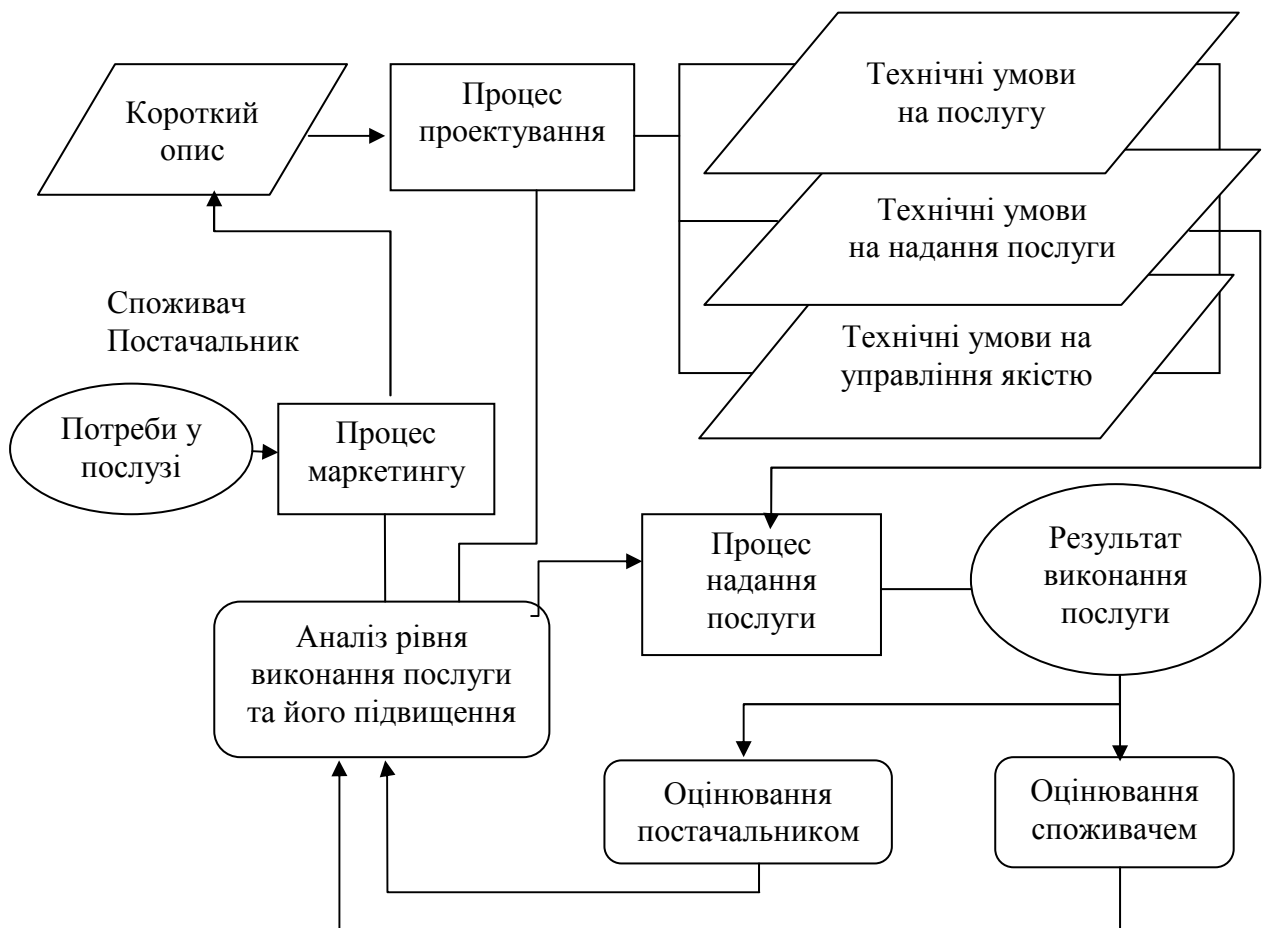 Короткий
опис
Процес
проектування
Технічні умови
на послугу
Технічні умови
на надання послуги
Технічні умови на
управління якістю
Споживач
Постачальник
Потреби у
послузі
Процес
маркетингу
Процес
надання
послуги
Результат
виконання
послуги
Аналіз рівня
виконання послуги
та його підвищення
Оцінювання
постачальником
Оцінювання
споживачем